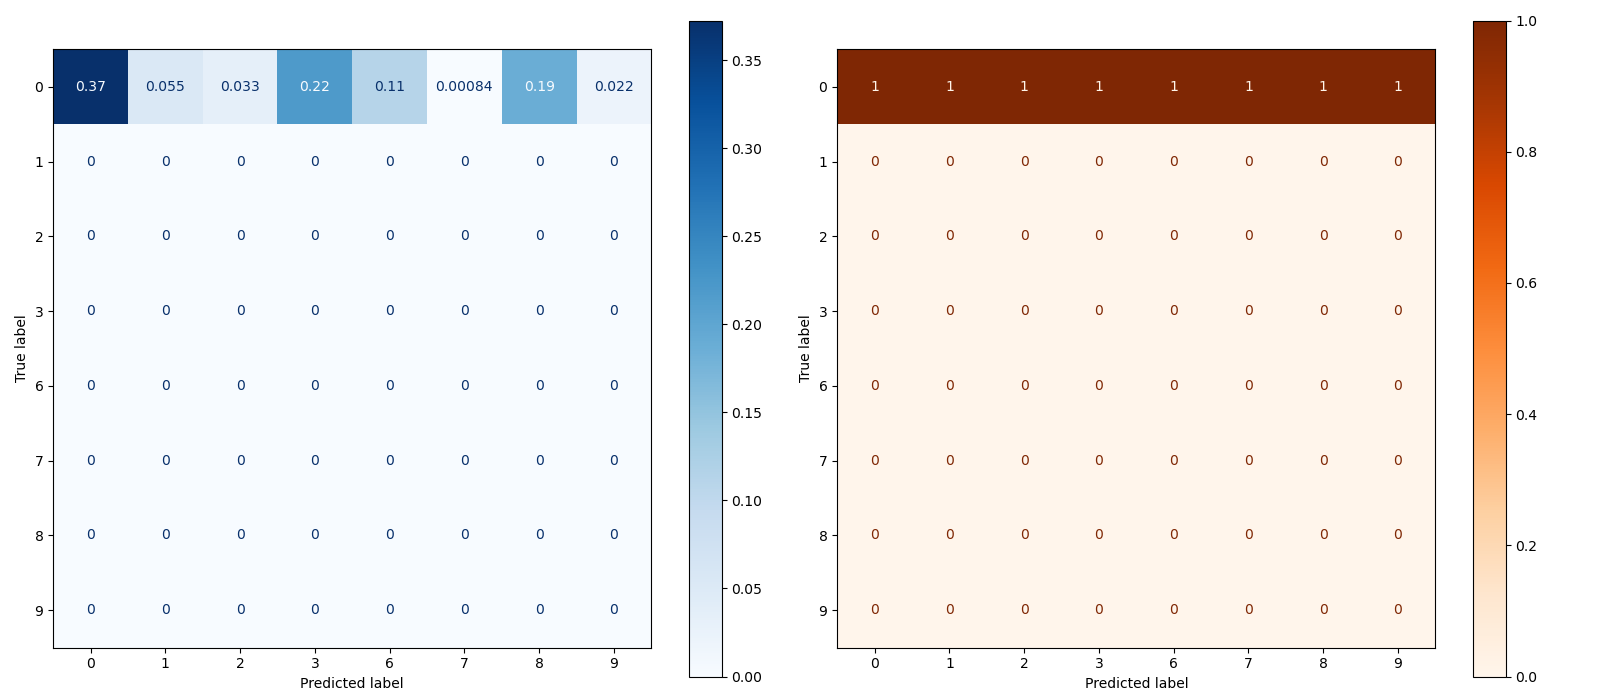 0 0.37 0.055 0.033 0.22 0.11 0.00084 0.19 0.022
1 0 0 0 0 0 0 0 0
2 0 0 0 0 0 0 0 0
3 0 0 0 0 0 0 0 0
6 0 0 0 0 0 0 0 0
7 0 0 0 0 0 0 0 0
8 0 0 0 0 0 0 0 0
9 0 0 0 0 0 0 0 0
0 1 2 3 6 7 8 9
True label
Predicted label
0.35
0.30
0.25
0.20
0.15
0.10
0.05
0.00
0 1 1 1 1 1 1 1 1
1 0 0 0 0 0 0 0 0
2 0 0 0 0 0 0 0 0
3 0 0 0 0 0 0 0 0
6 0 0 0 0 0 0 0 0
7 0 0 0 0 0 0 0 0
8 0 0 0 0 0 0 0 0
9 0 0 0 0 0 0 0 0
0 1 2 3 6 7 8 9
True label
Predicted label
1.0
0.8
0.6
0.4
0.2
0.0